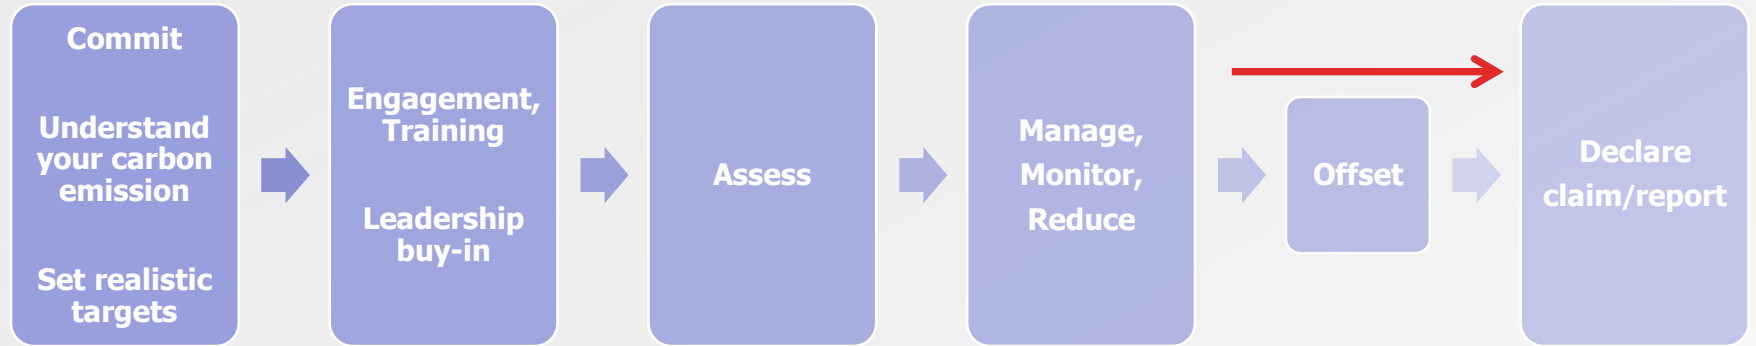 Commit
Understand
your carbon
emission
Set realistic
targets
Engagement,
Training
Leadership
buy-in
Assess
Manage,
Monitor,
Reduce
Offset
Declare
claim/report